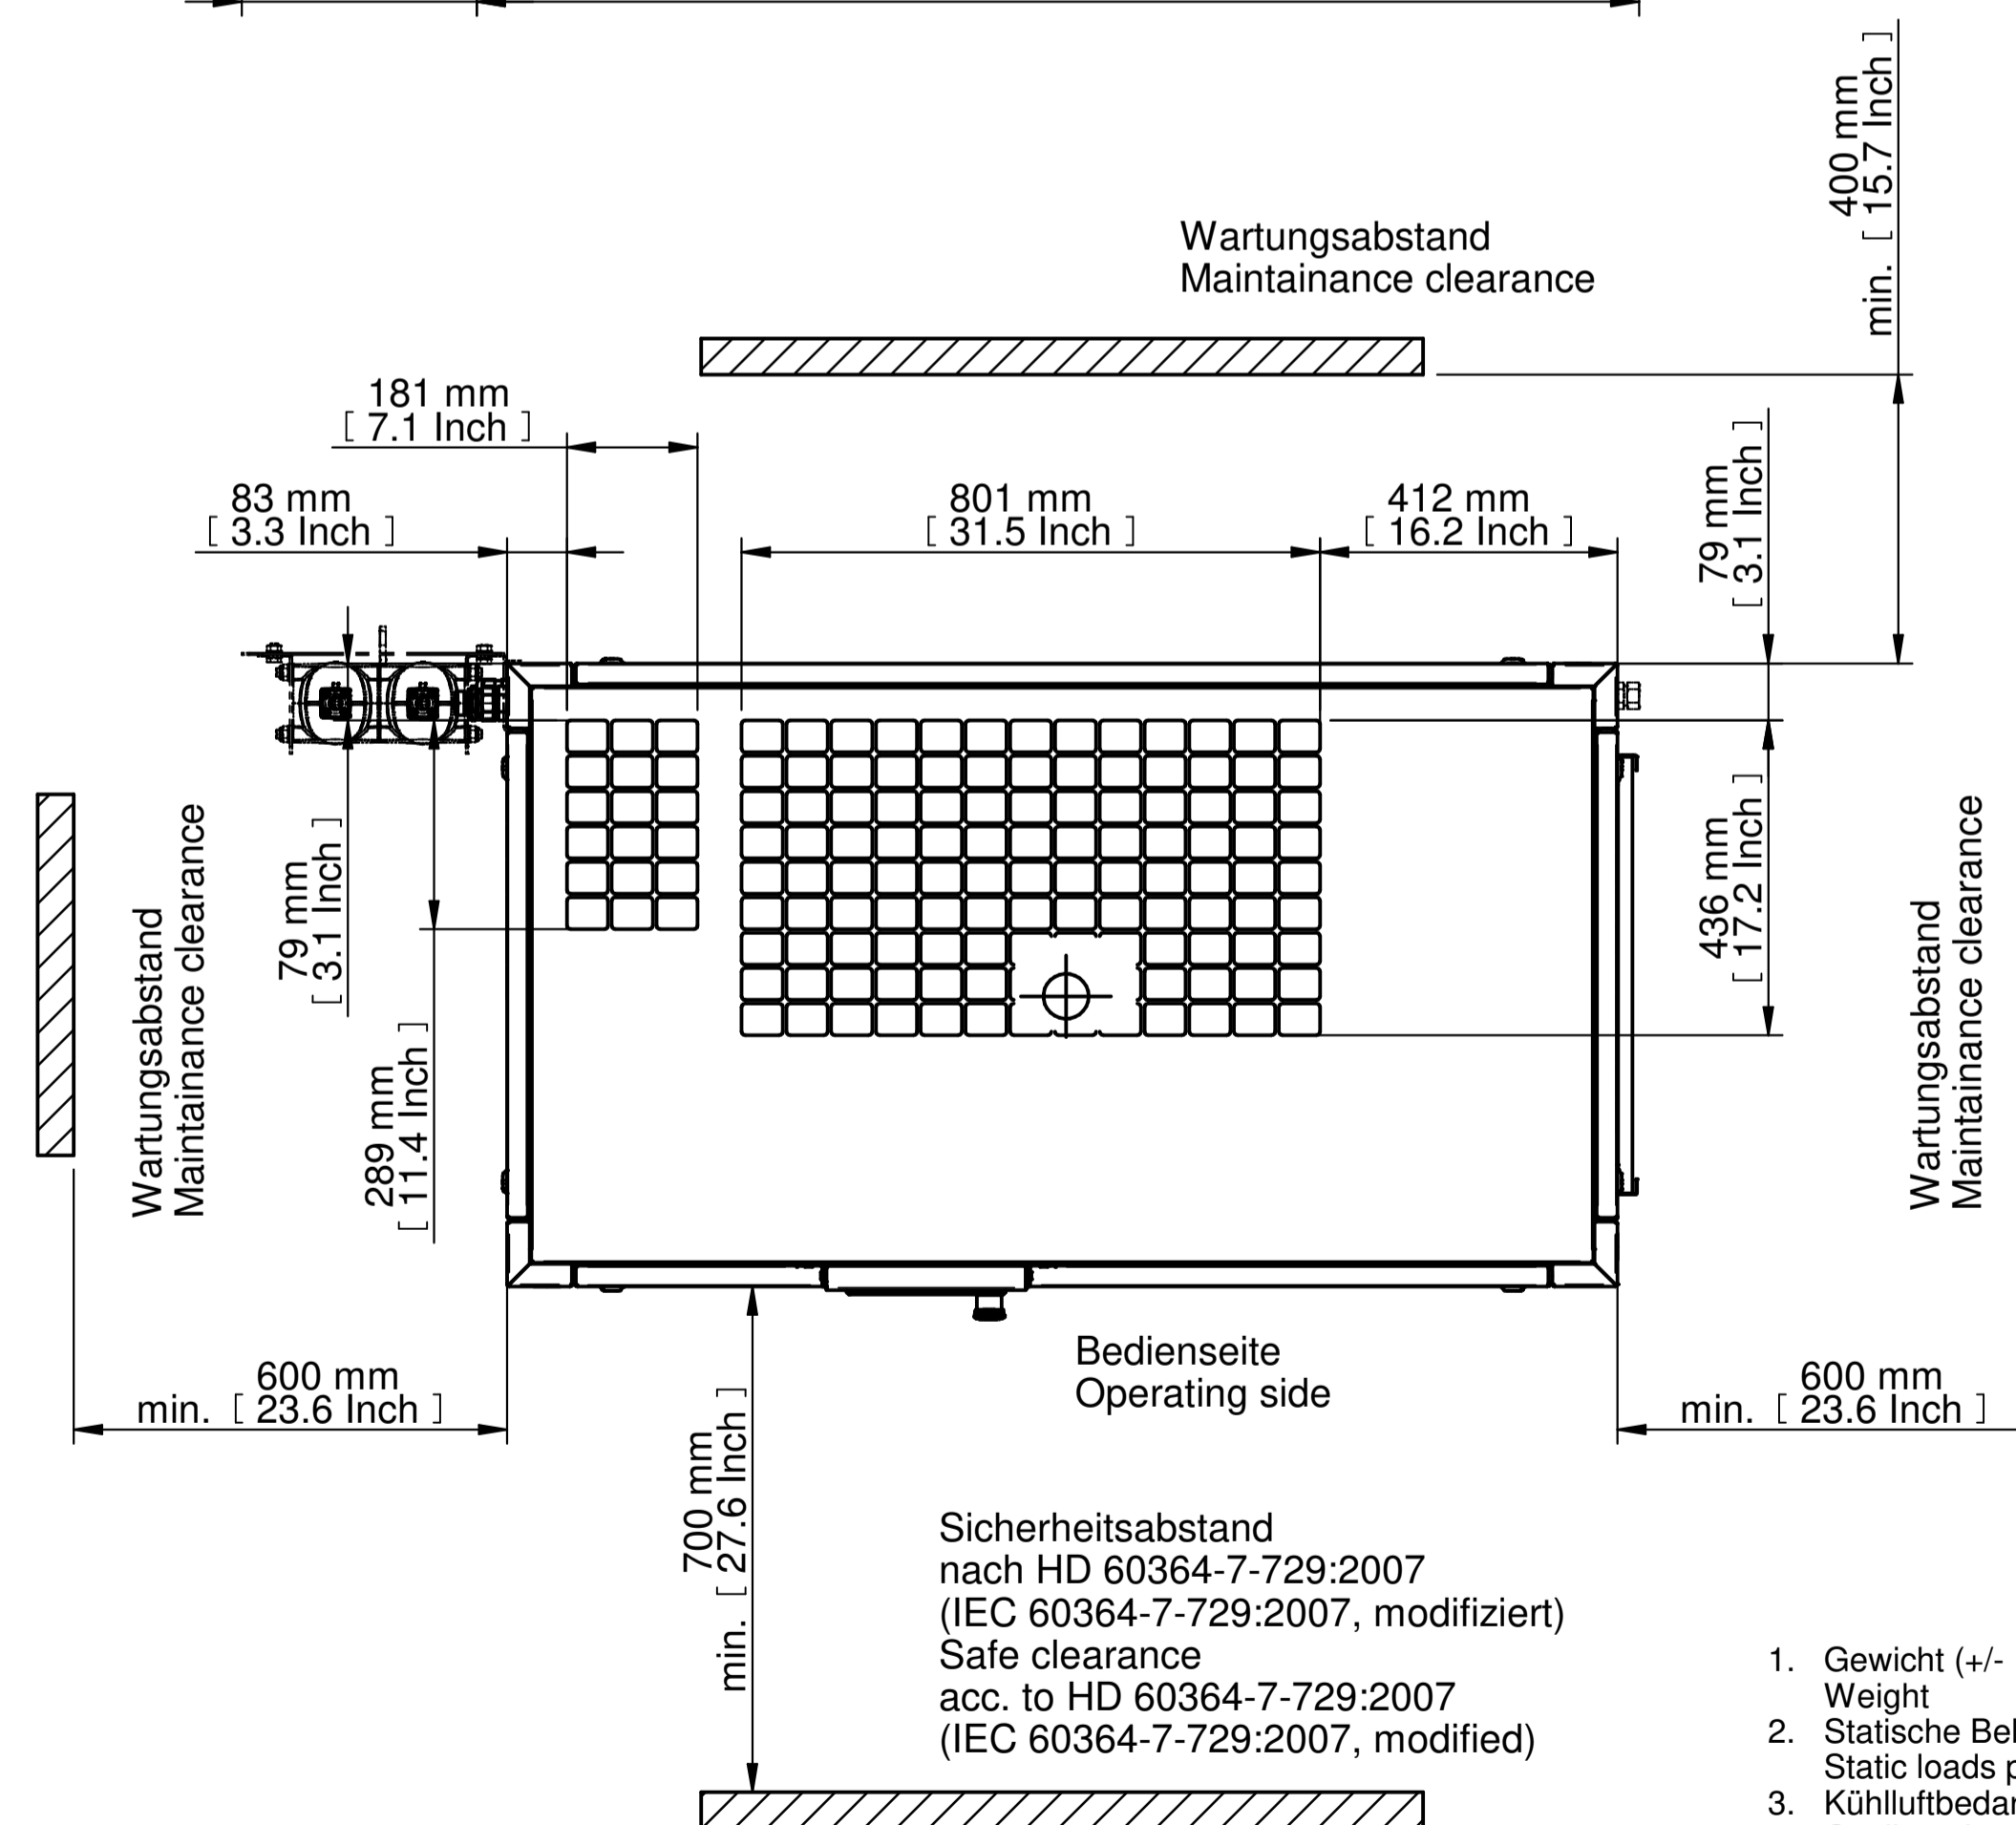 400 mm
min. [ 15.7 Inch ]
Wartungsabstand
Maintainance clearance
181 mm
[ 7.1 Inch ]
83 mm
[ 3.3 Inch ]
801 mm
[ 31.5 Inch ]
412 mm
[ 16.2 Inch ]
79 mm
[ 3.1 Inch ]
Wartungsabstand
Maintainance clearance
79 mm
[ 3.1 Inch ]
289 mm
[ 11.4 Inch ]
436 mm
[ 17.2 Inch ]
Wartungsabstand
Maintainance clearance
600 mm
min. [ 23.6 Inch ]
Bedienseite
Operating side
600 mm
min. [ 23.6 Inch ]
700 mm
min. [ 27.6 Inch ]
Sicherheitsabstand
nach HD 60364-7-729:2007
(IEC 60364-7-729:2007, modifiziert)
Safe clearance
acc. to HD 60364-7-729:2007
(IEC 60364-7-729:2007, modified)
1. Gewicht (+/-
Weight
2. Statische
Static loads
3.